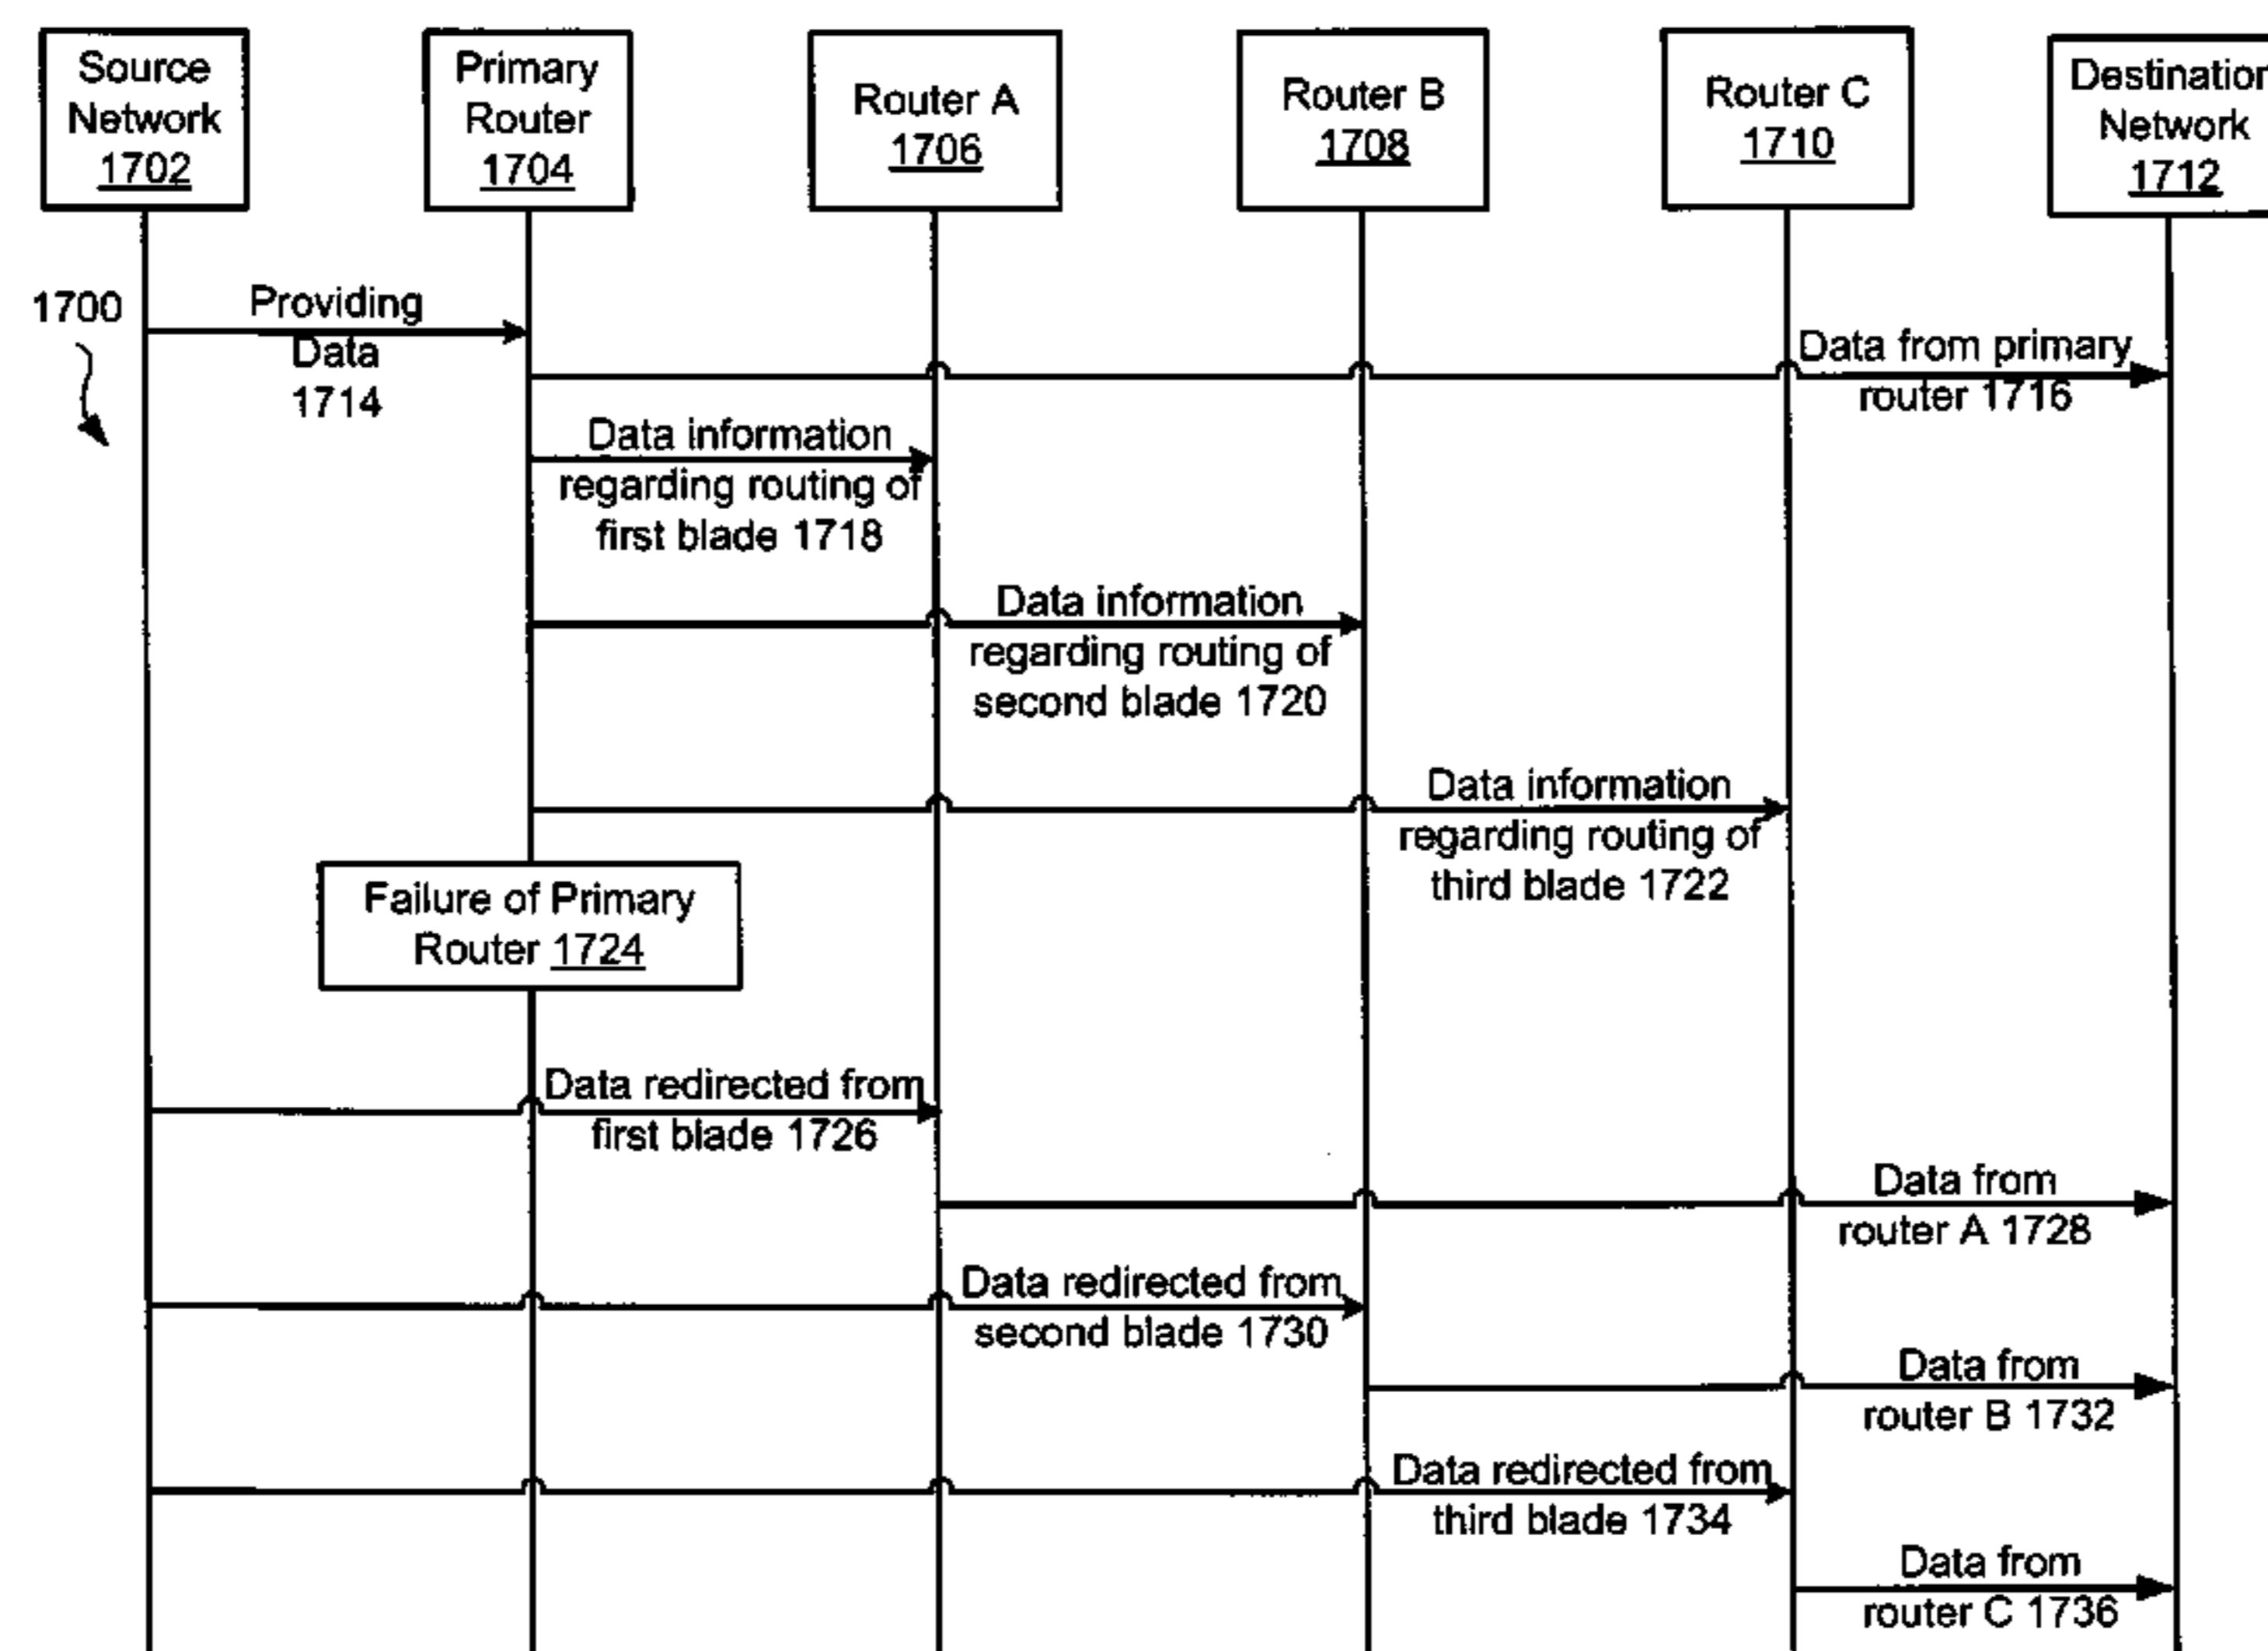 Source
Network
1702
Primary
Router
1704
Router A
1706
Router B
1708
Router C
1710
Destination
Network
1712
1700
Providing
Data
1714
Data from primary
router 1716
Data information
regarding routing of
first blade 1718
Data information
regarding routing of
second blade 1720
Data information
regarding routing of
third blade 1722
Failure of Primary
Router 1724
Data redirected from
first blade 1726
Data from
router A 1728
Data redirected from
second blade 1730
Data from
router B 1732
Data redirected from
third blade 1734
Data from
router C 1736